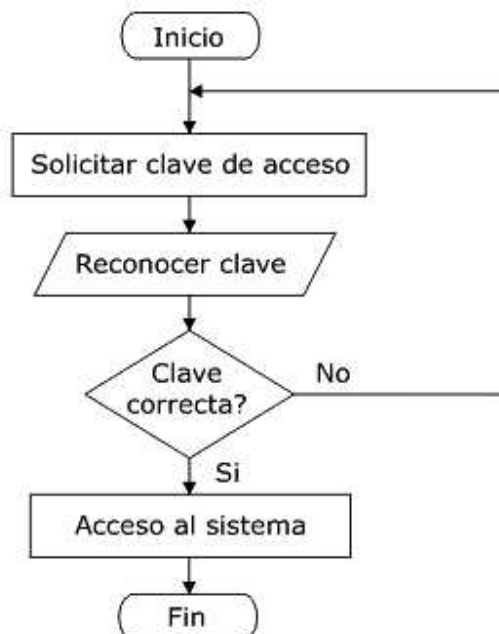 Inicio
Solicitar clave de acceso
Reconocer clave
Clave
correcta?
No
Si
Acceso al sistema
Fin